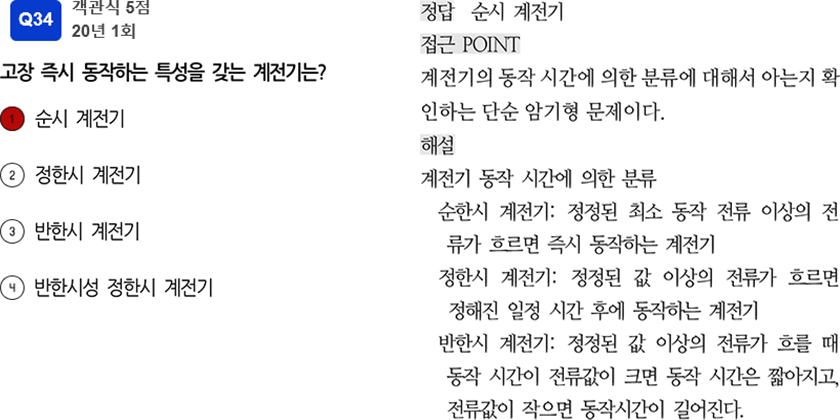 Q34
객관식 5점
20년 1회
고장 즉시 동작하는 특성을 갖는 계전기는?
1 순시 계전기
2 정한시 계전기
3 반한시 계전기
4 반한시성 정한시 계전기
정답 순시 계전기
접근 POINT
계전기의 동작 시간에 의한 분류에 대해서 아는지 확
인하는 단순 암기형 문제이다.
해설
계전기 동작 시간에 의한 분류
순한시 계전기: 정정된 최소 동작 전류 이상의 전
류가 흐르면 즉시 동작하는 계전기
정한시 계전기: 정정된 값 이상의 전류가 흐르면
정해진 일정 시간 후에 동작하는 계전기
반한시 계전기: 정정된 값 이상의 전류가 흐를 때
동작 시간이 전류값이 크면 동작 시간은 짧아지고,
전류값이 작으면 동작시간이 길어진다.